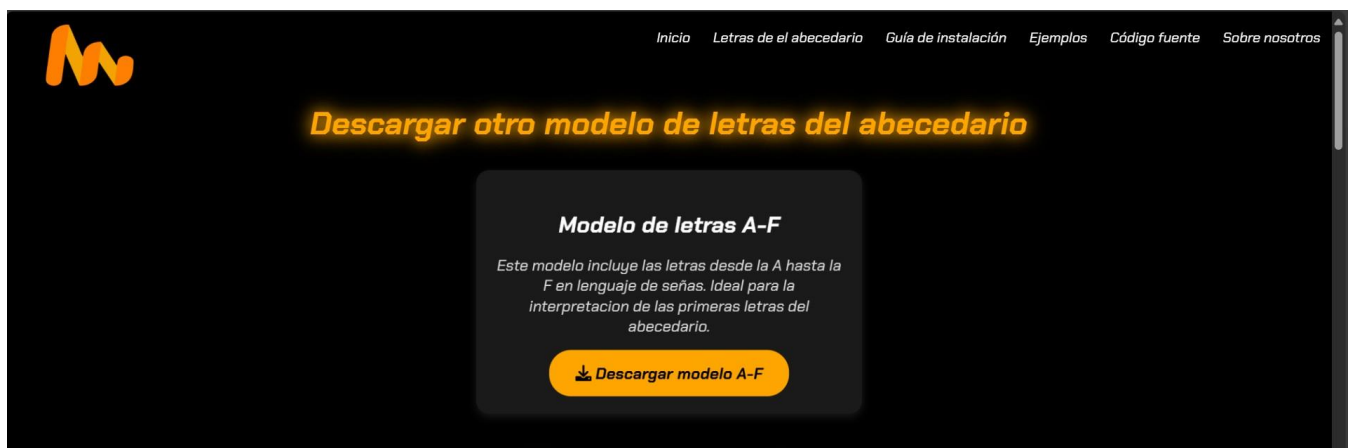 Inicio Letras de el abecedario Guía de instalación Ejemplos Código fuente Sobre nosotros
Descargar otro modelo de letras del abecedario
Modelo de letras A-F
Este modelo incluye las letras desde la A hasta la
F en lenguaje de señas. Ideal para la
interpretacion de las primeras letras del
abecedario.
Descargar modelo A-F